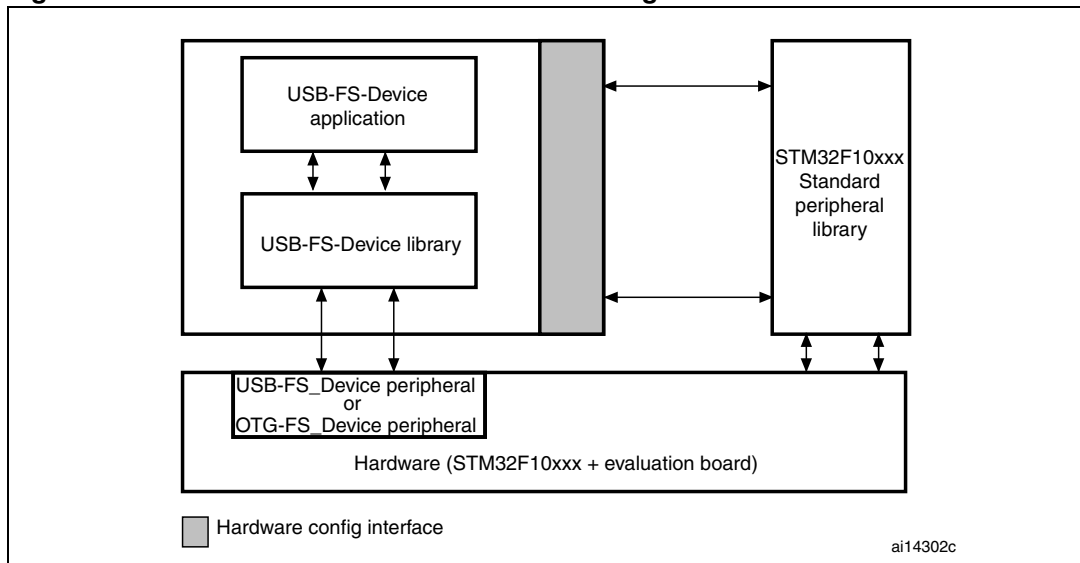 USB-FS-Device
application
USB-FS-Device library
STM32F10xxx
Standard
peripheral
library
USB-FS_Device peripheral
or
OTG-FS_Device peripheral
Hardware (STM32F10xxx + evaluation board)
Hardware config interface
ai14302c